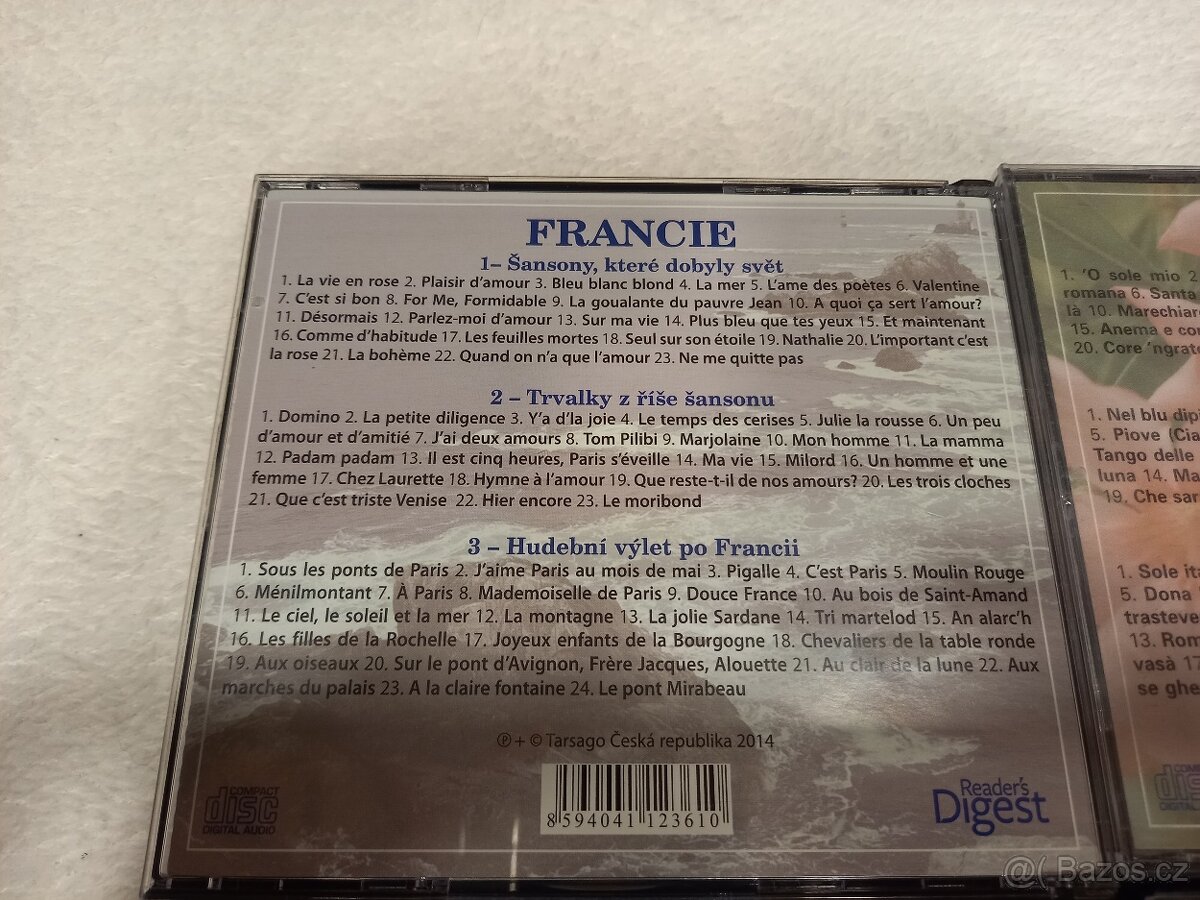 FRANCIE
1– Šansony, které dobyly svět
1. La vie en rose 2. Plaisir d’amour 3. Bleu blanc blond 4. La mer 5. L’ame des poètes 6. Valentine
7. C’est si bon 8. For Me, Formidable 9. La goualante du pauvre Jean 10. A quoi ça sert l’amour?
11. Désormais 12. Parlez-moi d’amour 13. Sur ma vie 14. Plus bleu que tes yeux 15. Et maintenant
16. Comme d’habitude 17. Les feuilles mortes 18. Seul sur son étoile 19. Nathalie 20. L’important c’est
la rose 21. La bohème 22. Quand on n’a que l’amour 23. Ne me quitte pas
2 – Trvalky z říše šansonu
1. Domino 2. La petite diligence 3. Y’a d’la joie 4. Le temps des cerises 5. Julie la rousse 6. Un peu
d’amour et d’amitié 7. J’ai deux amours 8. Tom Pilibi 9. Marjolaine 10. Mon homme 11. La mamma
12. Padam padam 13. Il est cinq heures, Paris s’éveille 14. Ma vie 15. Milord 16. Un homme et une
femme 17. Chez Laurette 18. Hymne à l’amour 19. Que reste-t-il de nos amours? 20. Les trois cloches
21. Que c’est triste Venise 22. Hier encore 23. Le moribond
3 – Hudební výlet po Francii
1. Sous les ponts de Paris 2. J’aime Paris au mois de mai 3. Pigalle 4. C’est Paris 5. Moulin Rouge
6. Ménilmontant 7. À Paris 8. Mademoiselle de Paris 9. Douce France 10. Au bois de Saint-Amand
11. Le ciel, le soleil et la mer 12. La montagne 13. La jolie Sardane 14. Tri martelod 15. An alarc’h
16. Les filles de la Rochelle 17. Joyeux enfants de la Bourgogne 18. Chevaliers de la table ronde
19. Aux oiseaux 20. Sur le pont d’Avignon, Frère Jacques, Alouette 21. Au clair de la lune 22. Aux
marches du palais 23. A la claire fontaine 24. Le pont Mirabeau
℗ + © Tarsago Česká republika 2014
COMPACT
disc
DIGITAL AUDIO
8 594041 123610
Reader's
Digest
1. ’O sole mio 2
romana 6. Santa
là 10. Marechiar
15. Anema e cor
20. Core ’ngrat
1. Nel blu dip
5. Piove (Cia
Tango delle
luna 14. Ma
19. Che sar
1. Sole ita
5. Dona
trasteve
13. Rom
vasà 17
se ghe
COMP
dis
DIGITAL
@( Bazos.cz